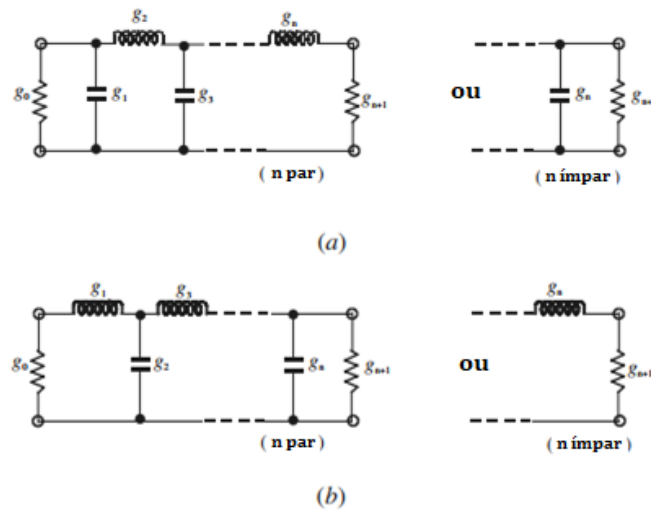 g2 gn
g0 g1 g3 gn+1 ou gn gn+
( n par ) ( n ímpar )
(a)
g1 g3 gn
g0 g2 gn gn+1 ou gn+1
( n par ) ( n ímpar )
(b)